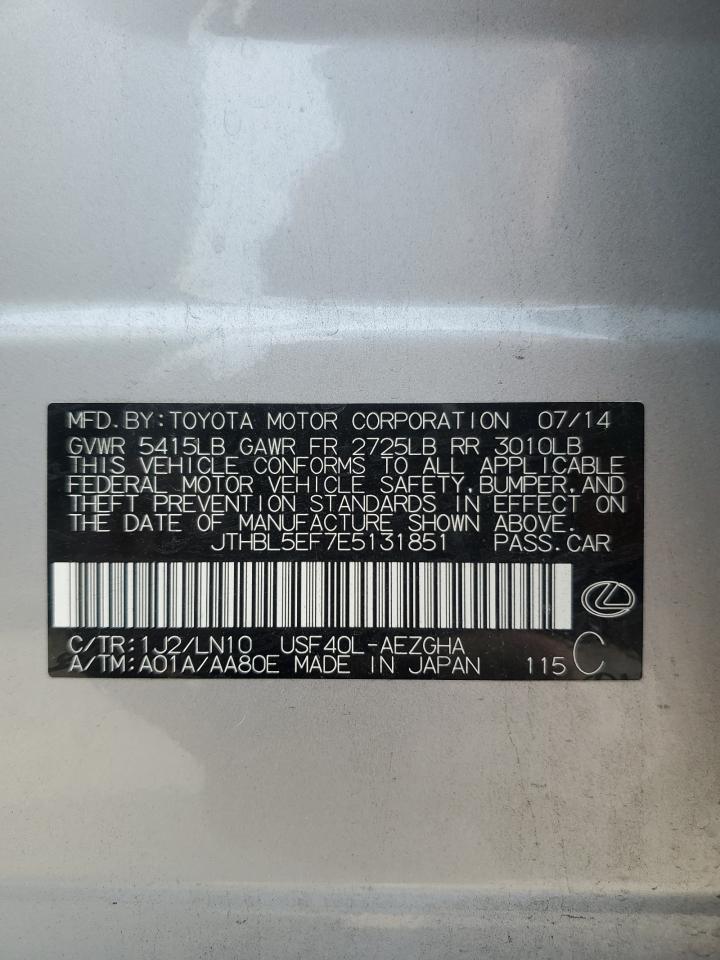 MFD.BY:TOYOTA MOTOR CORPORATION 07/14
GVWR 5415LB GAWR FR 2725LB RR 3010LB
THIS VEHICLE CONFORMS TO ALL APPLICABLE
FEDERAL MOTOR VEHICLE SAFETY,BUMPER,AND
THEFT PREVENTION STANDARDS IN EFFECT ON
THE DATE OF MANUFACTURE SHOWN ABOVE.
JTHBL5EF7E5131851 PASS.CAR
C/TR:1J2/LN10 USF40L-AEZGHA
A/TM:A01A/AA80E MADE IN JAPAN 115 C